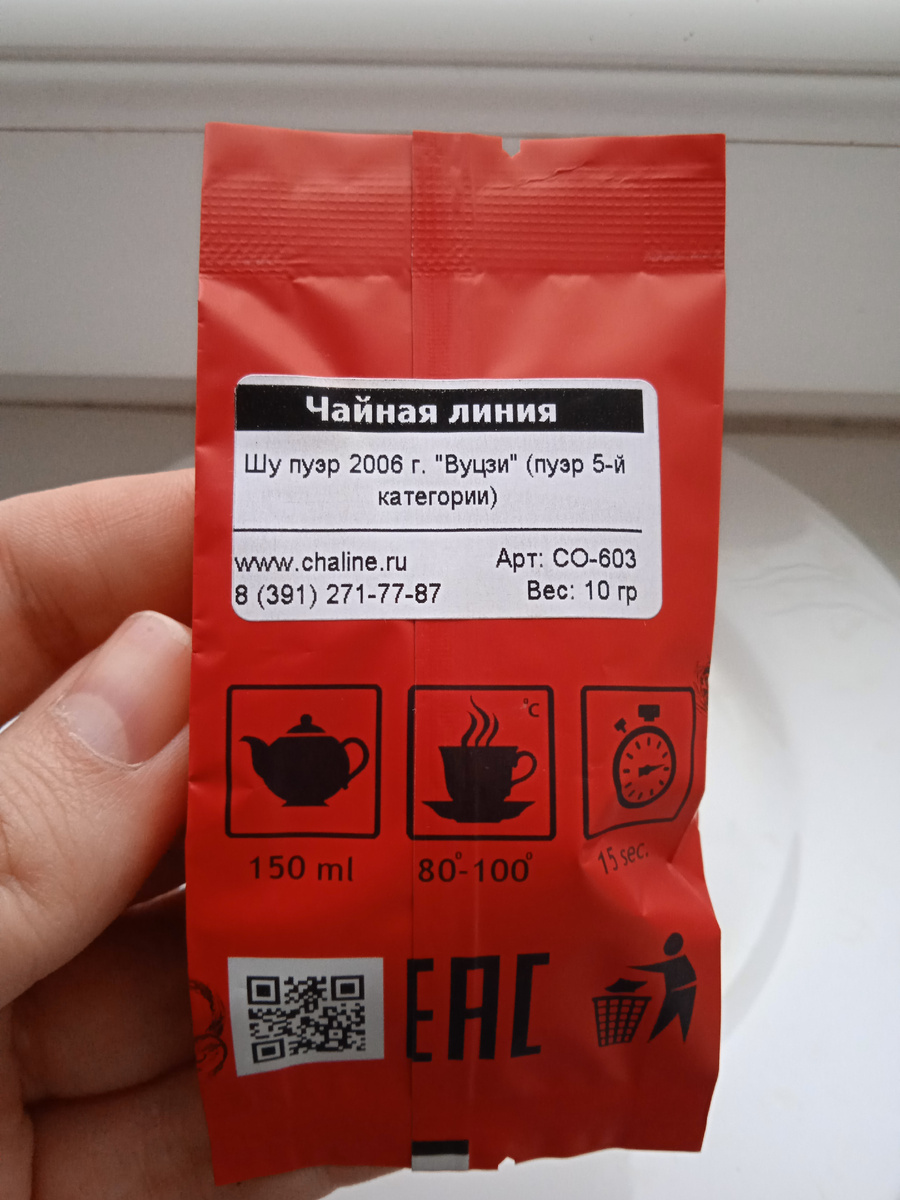 Чайная линия
Шу пуэр 2006 г. "Вуцзи" (пуэр 5-й
категории)
www.chaline.ru Арт: СО-603
8 (391) 271-77-87 Вес: 10 гр
°C
150 ml 80°-100° 15 sec.
EAC